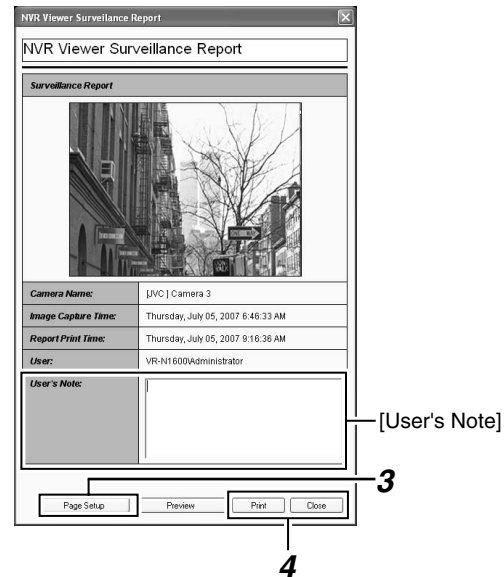 NVR Viewer Surveillance Report
NVR Viewer Surveillance Report
Surveillance Report
ONE WAY
Camera Name: [JVC ] Camera 3
Image Capture Time: Thursday, July 05, 2007 6:46:33 AM
Report Print Time: Thursday, July 05, 2007 9:16:36 AM
User: VR-N1600\Administrator
User's Note:
[User's Note]
3
Page Setup Preview Print Close
4